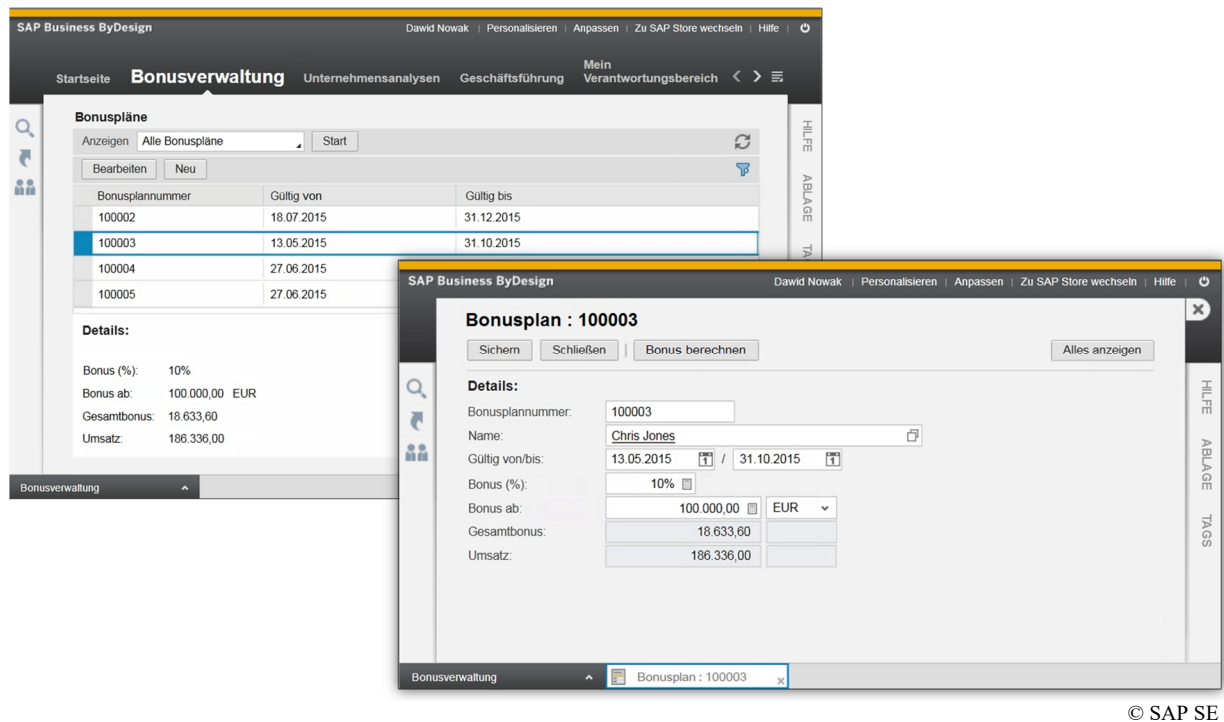 SAP Business ByDesign
Dawid Nowak | Personalisieren | Anpassen | Zu SAP Store wechseln | Hilfe
Startseite Bonusverwaltung Unternehmensanalysen Geschäftsführung Mein Verantwortungsbereich
Bonuspläne
Anzeigen Alle Bonuspläne Start
Bearbeiten Neu
Bonusplannummer Gültig von Gültig bis
100002 18.07.2015 31.12.2015
100003 13.05.2015 31.10.2015
100004 27.06.2015
100005 27.06.2015
Details:
Bonus (%): 10%
Bonus ab: 100.000,00 EUR
Gesamtbonus: 18.633,60
Umsatz: 186.336,00
Bonusverwaltung
HILFE
ABLAGE
SAP Business ByDesign
Dawid Nowak | Personalisieren | Anpassen | Zu SAP Store wechseln | Hilfe
Bonusplan : 100003
Sichern Schließen | Bonus berechnen Alles anzeigen
Details:
Bonusplannummer: 100003
Name: Chris Jones
Gültig von/bis: 13.05.2015 / 31.10.2015
Bonus (%): 10%
Bonus ab: 100.000,00 EUR
Gesamtbonus: 18.633,60
Umsatz: 186.336,00
HILFE
ABLAGE
TAGS
Bonusverwaltung Bonusplan : 100003
© SAP SE